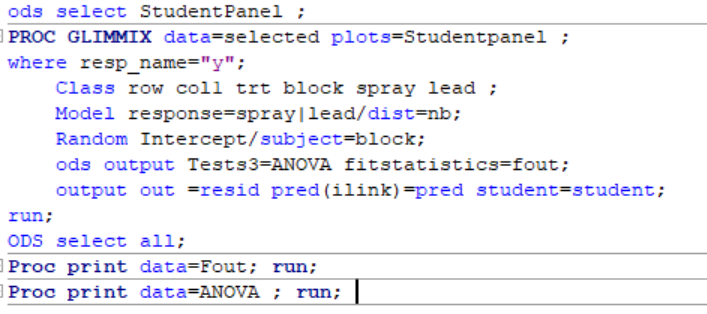 ods select StudentPanel ;
PROC GLIMMIX data=selected plots=Studentpanel ;
where resp_name="y";
Class row col1 trt block spray lead ;
Model response=spray|lead/dist=nb;
Random Intercept/subject=block;
ods output Tests3=ANOVA fitstatistics=fout;
output out =resid pred(ilink)=pred student=student;
run;
ODS select all;
Proc print data=Fout; run;
Proc print data=ANOVA ; run;